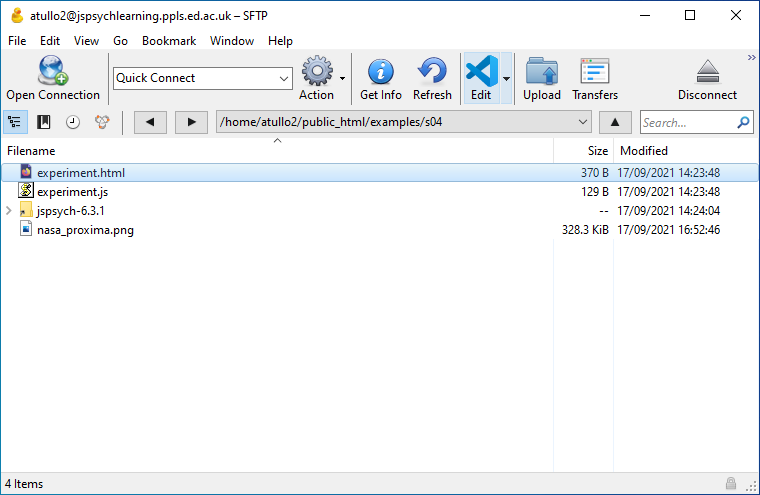 atullo2@jspsychlearning.ppls.ed.ac.uk – SFTP
File Edit View Go Bookmark Window Help
Open Connection Quick Connect Action Get Info Refresh Edit Upload Transfers Disconnect
/home/atullo2/public_html/examples/s04 Search...
Filename Size Modified
experiment.html 370 B 17/09/2021 14:23:48
experiment.js 129 B 17/09/2021 14:23:48
jspsych-6.3.1 -- 17/09/2021 14:24:04
nasa_proxima.png 328.3 KiB 17/09/2021 16:52:46
4 Items